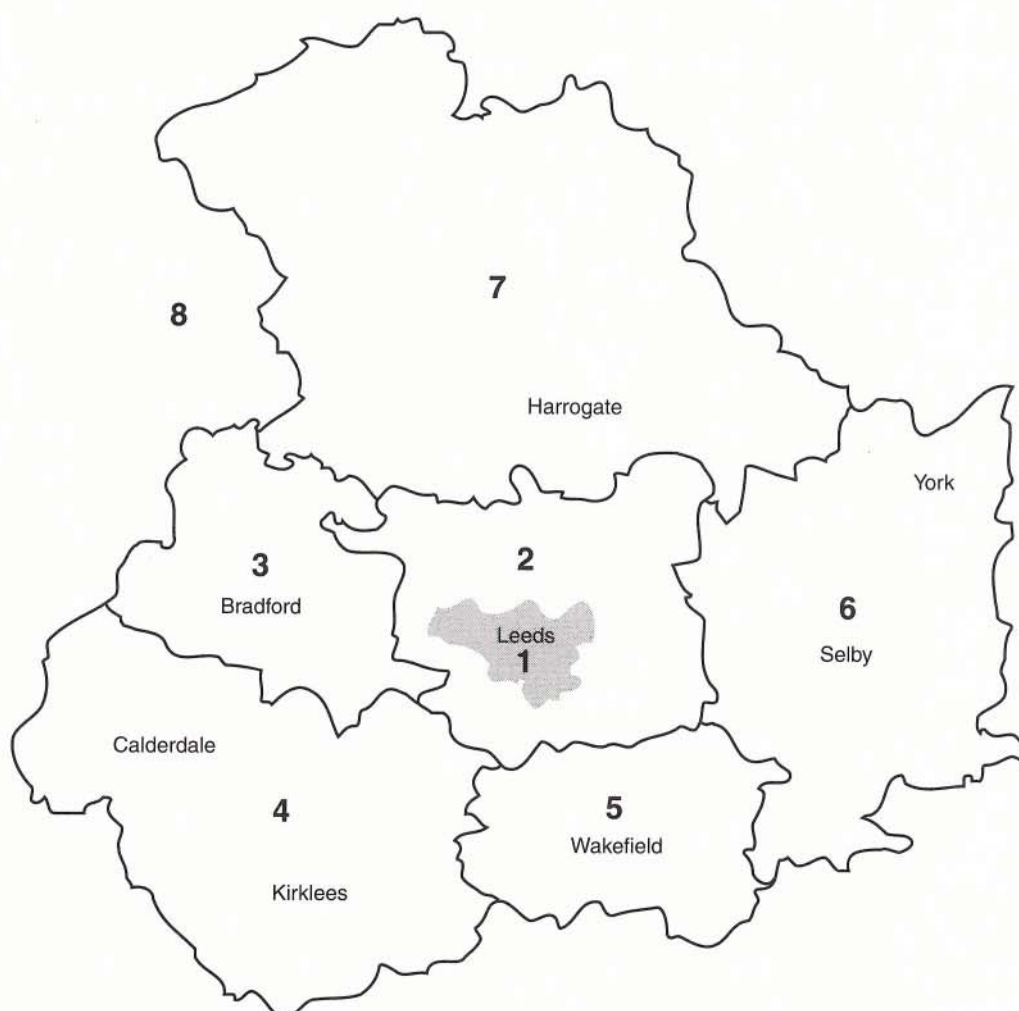 7
8
Harrogate
York
2
3
Bradford
6
Leeds
1
Selby
Calderdale
4
5
Wakefield
Kirklees